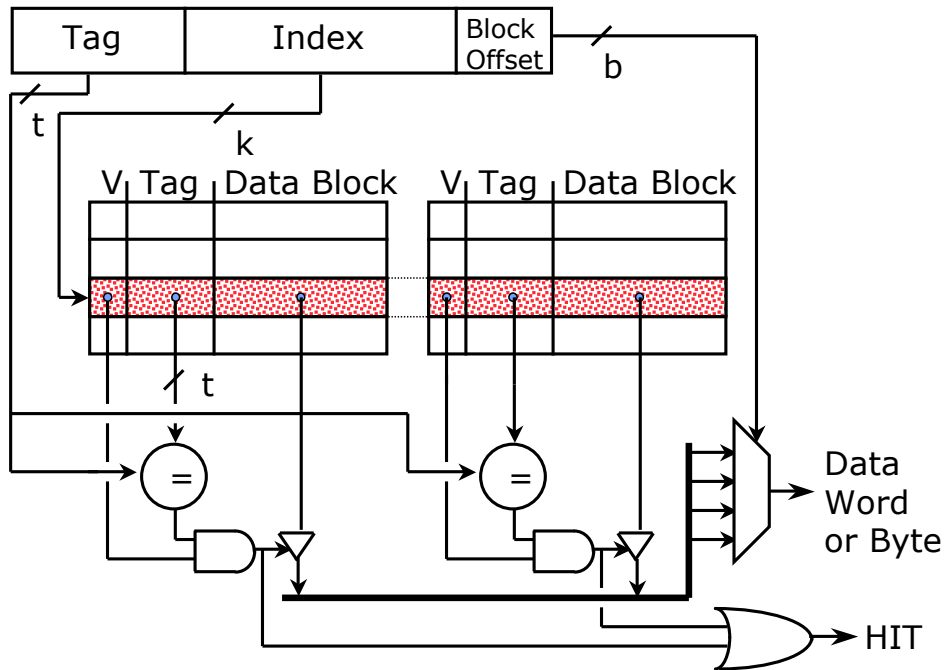 Tag
Index
Block
Offset
b
t
k
V Tag Data Block
V Tag Data Block
t
=
=
Data
Word
or Byte
HIT